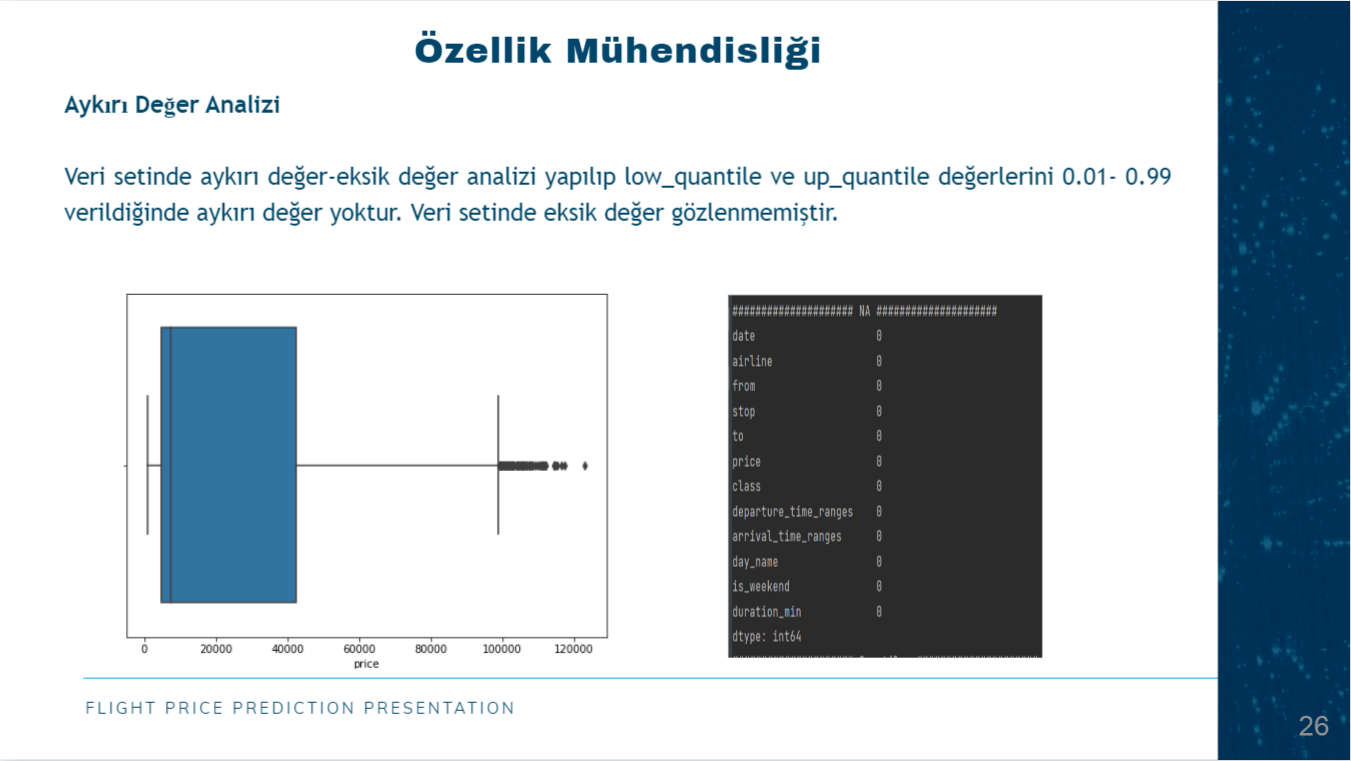 Özellik Mühendisliği
Aykırı Değer Analizi
Veri setinde aykırı değer-eksik değer analizi yapılıp low_quantile ve up_quantile değerlerini 0.01- 0.99
verildiğinde aykırı değer yoktur. Veri setinde eksik değer gözlenmemiştir.
0 20000 40000 60000 80000 100000 120000
price
##################### NA #####################
date 0
airline 0
from 0
stop 0
to 0
price 0
class 0
departure_time_ranges 0
arrival_time_ranges 0
day_name 0
is_weekend 0
duration_min 0
dtype: int64
FLIGHT PRICE PREDICTION PRESENTATION
26